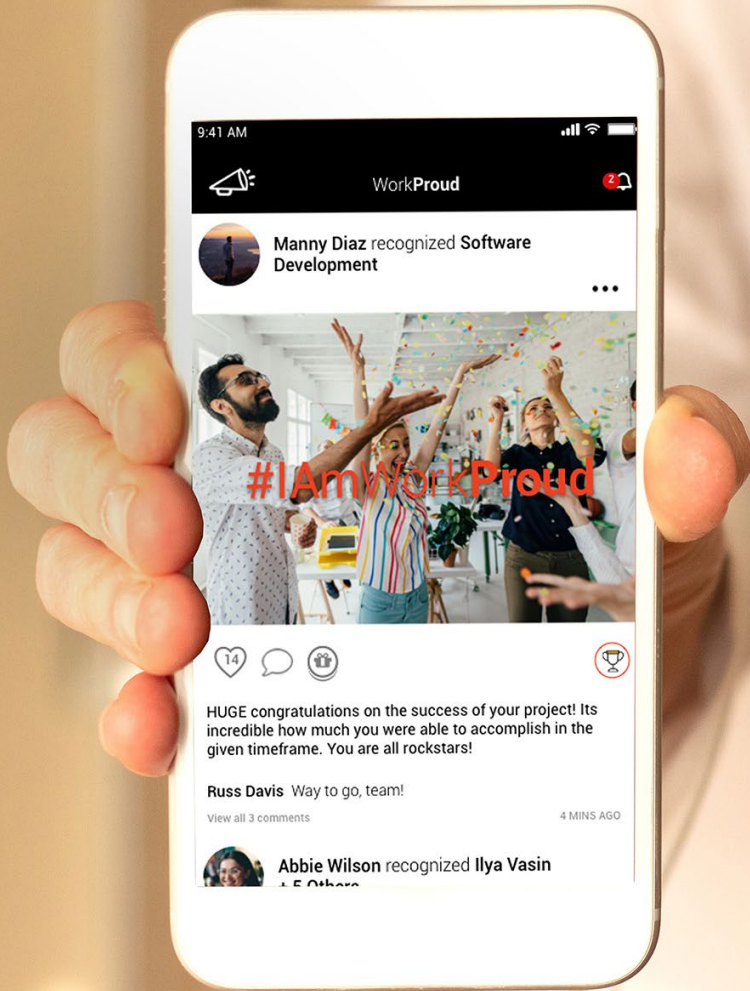 9:41 AM
WorkProud
2
Manny Diaz recognized Software
Development
#IAmWorkProud
14
HUGE congratulations on the success of your project! Its
incredible how much you were able to accomplish in the
given timeframe. You are all rockstars!
Russ Davis Way to go, team!
View all 3 comments
4 MINS AGO
Abbie Wilson recognized Ilya Vasin
+ 5 Others